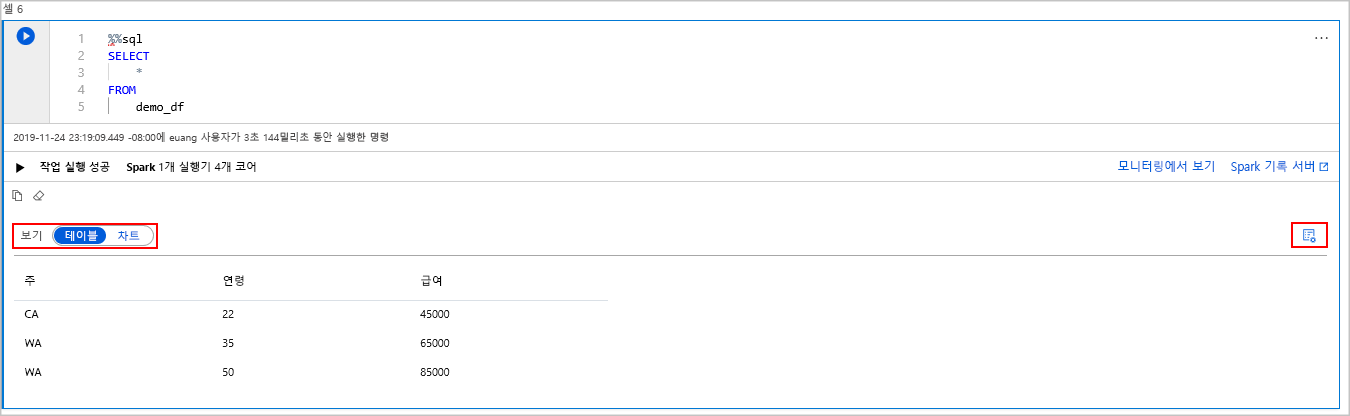 셀 6
1 %%sql
2 SELECT
3 *
4 FROM
5 demo_df
2019-11-24 23:19:09.449 -08:00에 euang 사용자가 3초 144밀리초 동안 실행한 명령
작업 실행 성공 Spark 1개 실행기 4개 코어 모니터링에서 보기 Spark 기록 서버
보기 테이블 차트
주 연령 급여
CA 22 45000
WA 35 65000
WA 50 85000